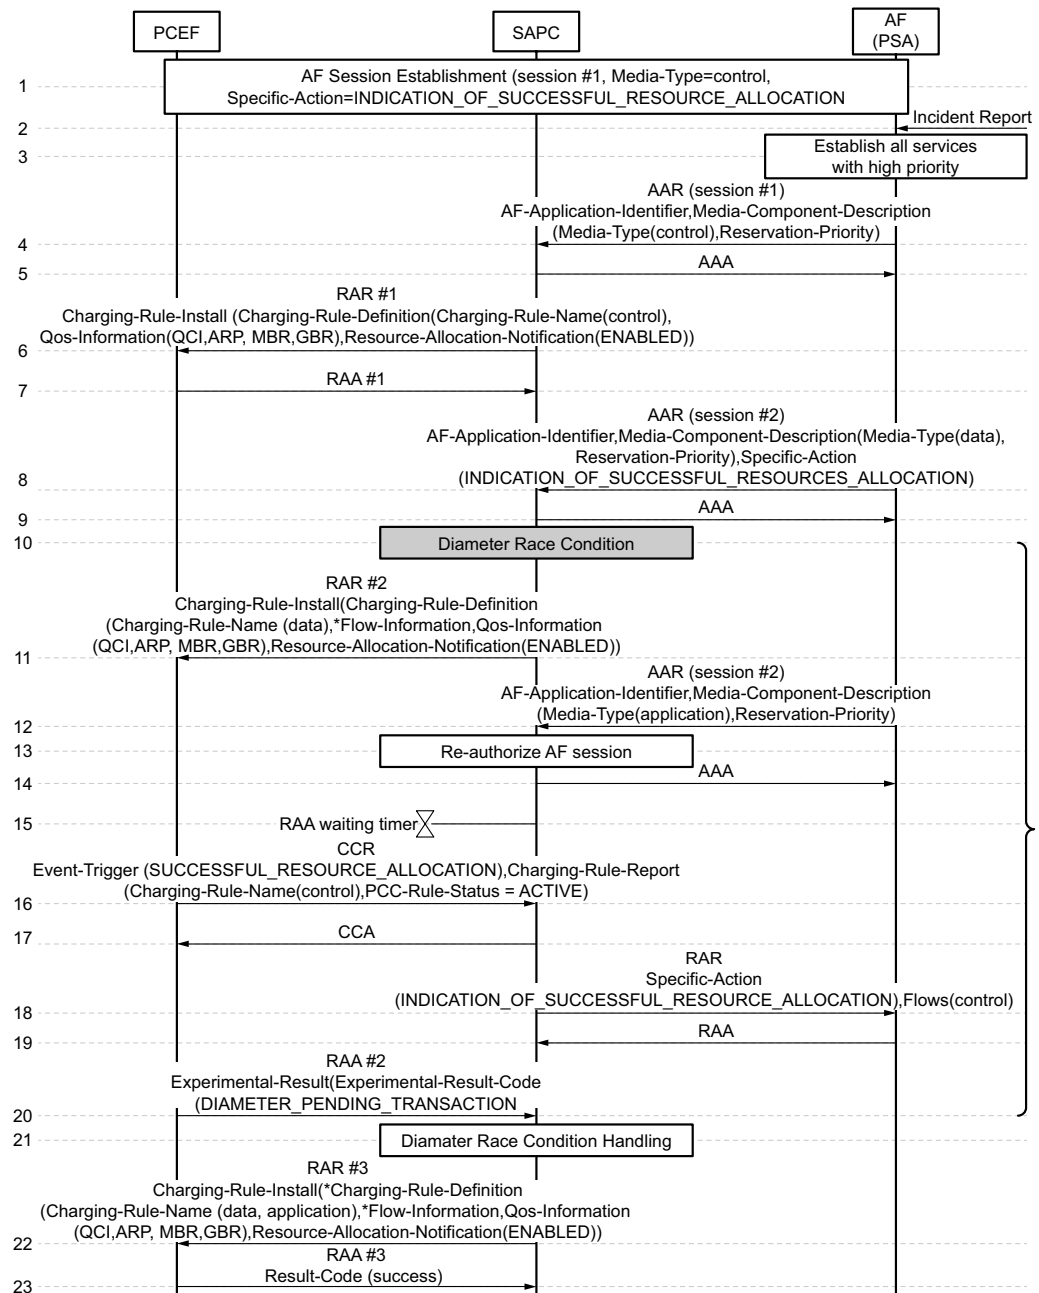 PCEF
SAPC
AF
(PSA)
1
AF Session Establishment (session #1, Media-Type=control,
Specific-Action=INDICATION_OF_SUCCESSFUL_RESOURCE_ALLOCATION
2
Incident Report
3
Establish all services
with high priority
AAR (session #1)
AF-Application-Identifier,Media-Component-Description
(Media-Type(control),Reservation-Priority)
4
AAA
5
RAR #1
Charging-Rule-Install (Charging-Rule-Definition(Charging-Rule-Name(control),
Qos-Information(QCI,ARP, MBR,GBR),Resource-Allocation-Notification(ENABLED))
6
RAA #1
7
AAR (session #2)
AF-Application-Identifier,Media-Component-Description(Media-Type(data),
Reservation-Priority),Specific-Action
(INDICATION_OF_SUCCESSFUL_RESOURCES_ALLOCATION)
8
AAA
9
10
Diameter Race Condition
RAR #2
Charging-Rule-Install(Charging-Rule-Definition
(Charging-Rule-Name (data),*Flow-Information,Qos-Information
(QCI,ARP, MBR,GBR),Resource-Allocation-Notification(ENABLED))
11
AAR (session #2)
AF-Application-Identifier,Media-Component-Description
(Media-Type(application),Reservation-Priority)
12
13
Re-authorize AF session
AAA
14
15
RAA waiting timer
CCR
Event-Trigger (SUCCESSFUL_RESOURCE_ALLOCATION),Charging-Rule-Report
(Charging-Rule-Name(control),PCC-Rule-Status = ACTIVE)
16
CCA
17
RAR
Specific-Action
(INDICATION_OF_SUCCESSFUL_RESOURCE_ALLOCATION),Flows(control)
18
RAA
19
RAA #2
Experimental-Result(Experimental-Result-Code
(DIAMETER_PENDING_TRANSACTION
20
21
Diamater Race Condition Handling
RAR #3
Charging-Rule-Install(*Charging-Rule-Definition
(Charging-Rule-Name (data, application),*Flow-Information,Qos-Information
(QCI,ARP, MBR,GBR),Resource-Allocation-Notification(ENABLED))
22
RAA #3
Result-Code (success)
23